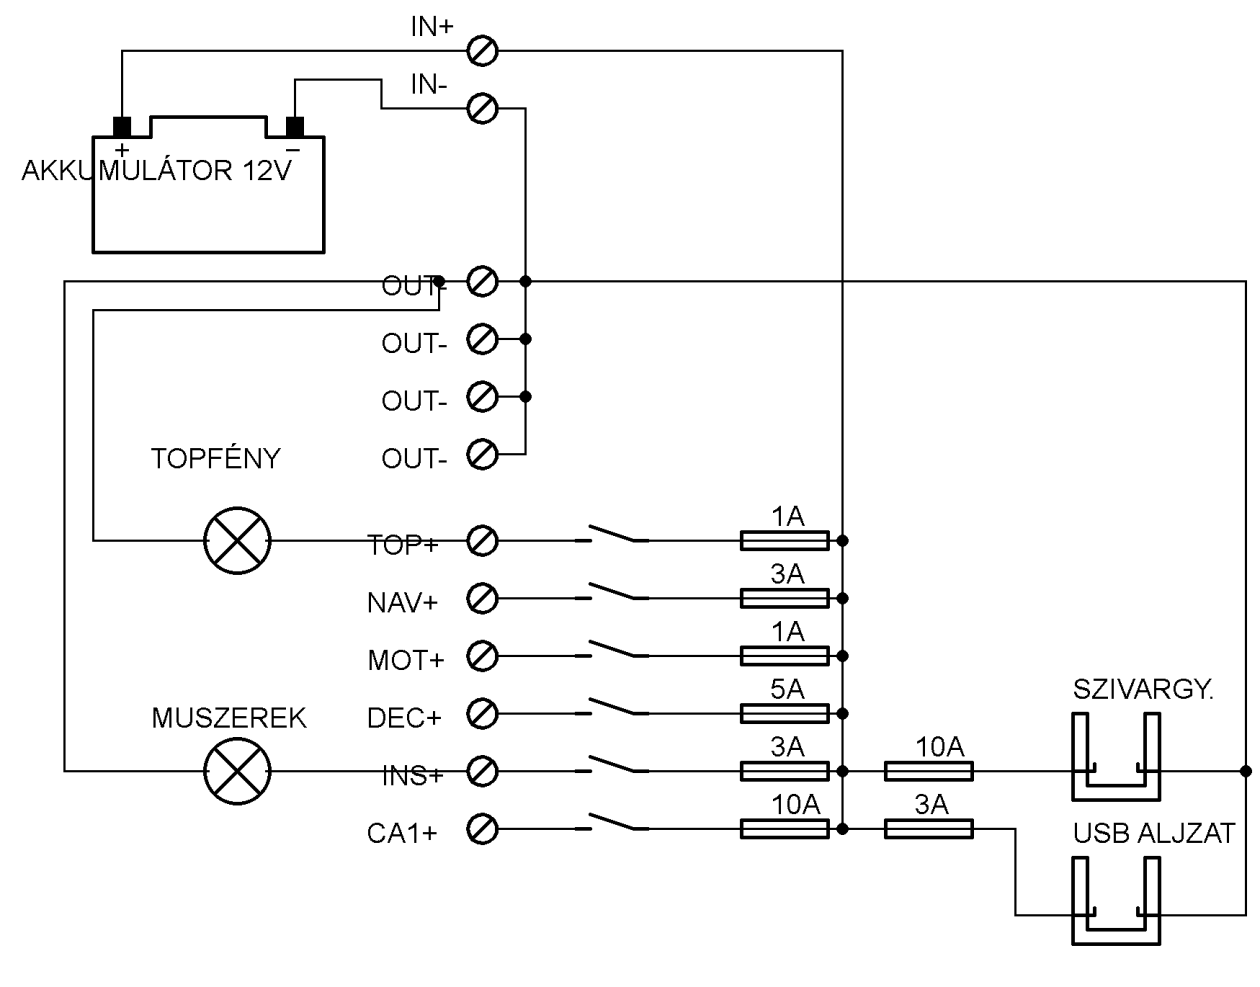 IN+
IN-
+ −
AKKUMULÁTOR 12V
OUT-
OUT-
OUT-
TOPFÉNY
OUT-
1A
TOP+
3A
NAV+
1A
MOT+
5A
SZIVARGY.
MUSZEREK
DEC+
3A
10A
INS+
10A
3A
CA1+
USB ALJZAT